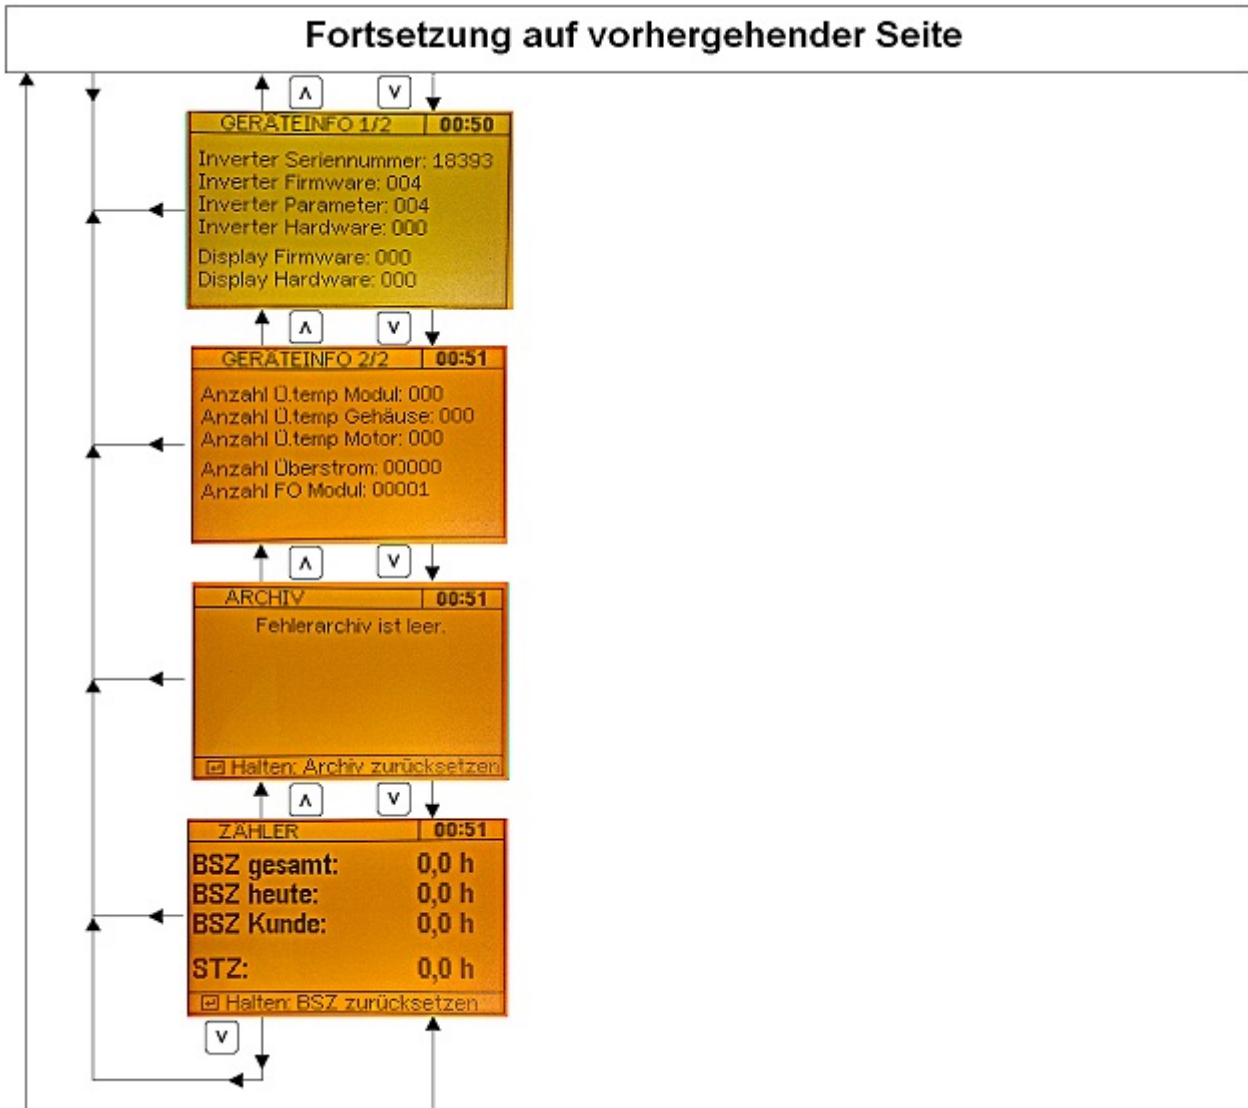 Fortsetzung auf vorhergehender Seite
∧ ∨
GERÄTEINFO 1/2 00:50
Inverter Seriennummer: 18393
Inverter Firmware: 004
Inverter Parameter: 004
Inverter Hardware: 000
Display Firmware: 000
Display Hardware: 000
∧ ∨
GERÄTEINFO 2/2 00:51
Anzahl Ü.temp Modul: 000
Anzahl Ü.temp Gehäuse: 000
Anzahl Ü.temp Motor: 000
Anzahl Überstrom: 00000
Anzahl FO Modul: 00001
∧ ∨
ARCHIV 00:51
Fehlerarchiv ist leer.
↵ Halten: Archiv zurücksetzen
∧ ∨
ZÄHLER 00:51
BSZ gesamt: 0,0 h
BSZ heute: 0,0 h
BSZ Kunde: 0,0 h
STZ: 0,0 h
↵ Halten: BSZ zurücksetzen
∨